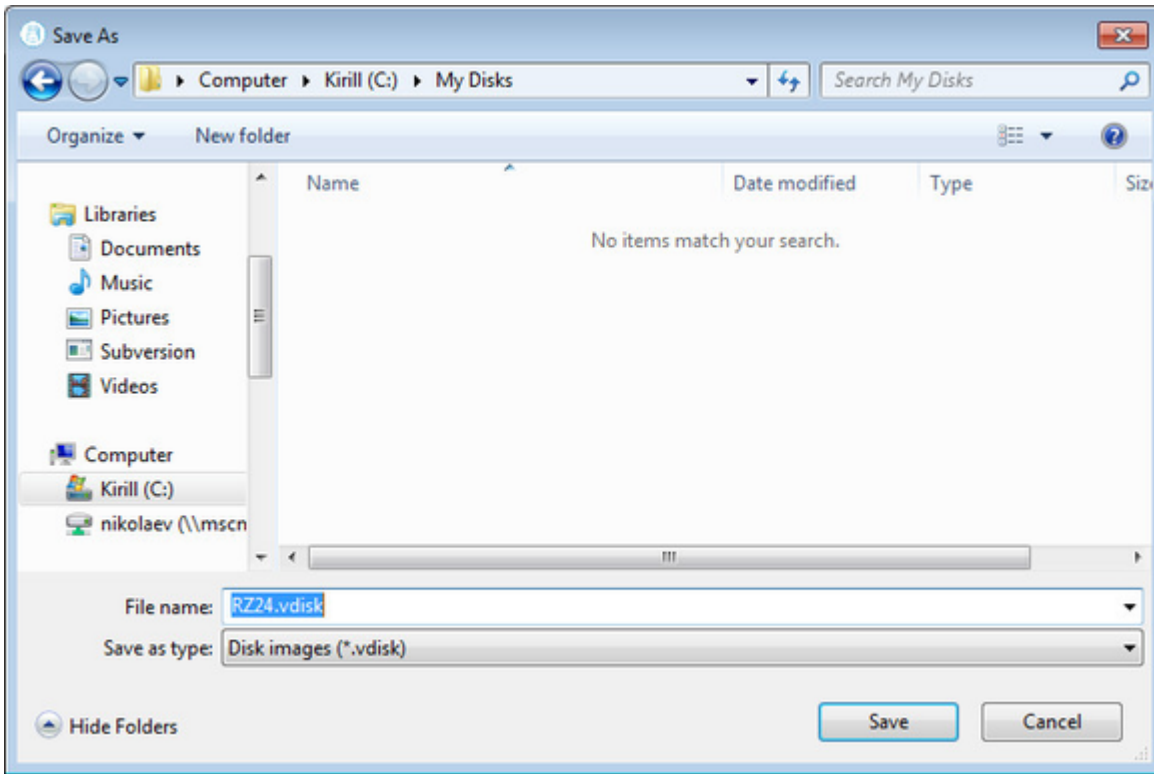 Save As
Computer Kirill (C:) My Disks Search My Disks
Organize New folder
Name Date modified Type
Libraries
No items match your search.
Documents
Music
Pictures
Subversion
Videos
Computer
Kirill (C:)
nikolaev (\\mscn
File name: RZ24.vdisk
Save as type: Disk images (*.vdisk)
Hide Folders Save Cancel